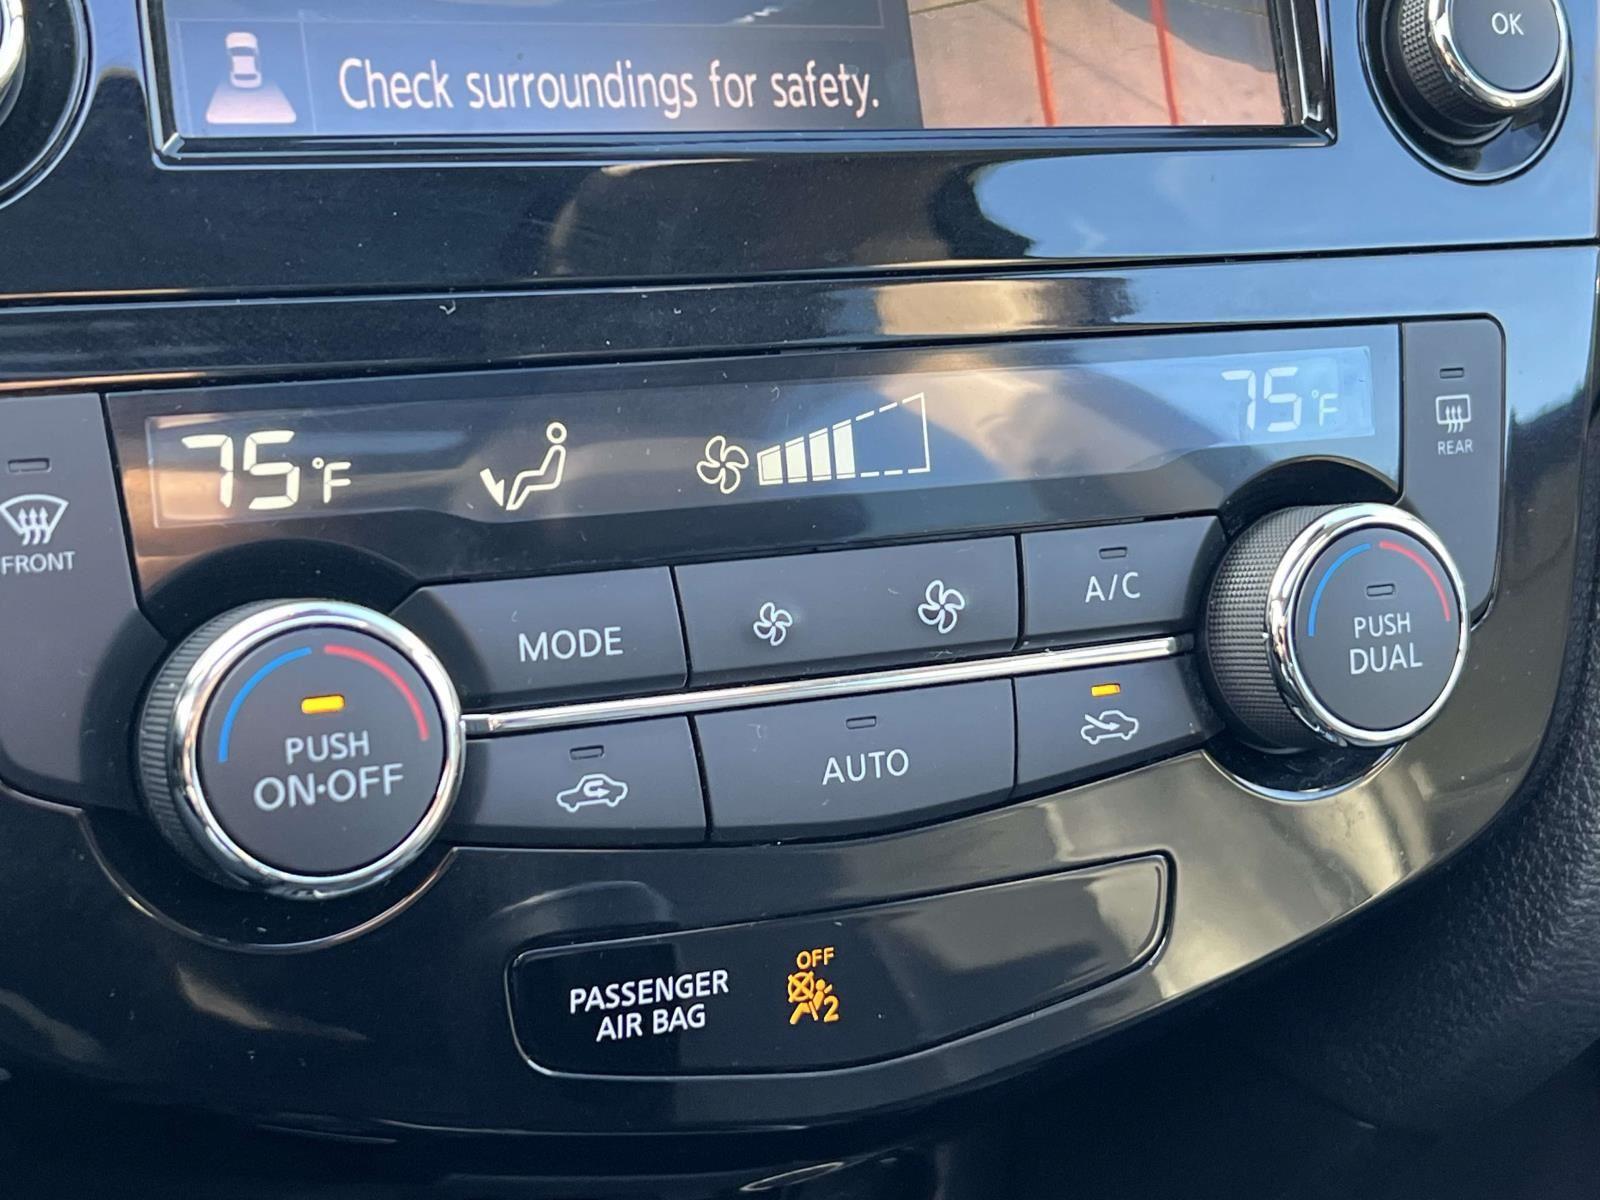 Check surroundings for safety.
OK
75°F
75°F
REAR
FRONT
MODE
A/C
PUSH
DUAL
PUSH
ON·OFF
AUTO
PASSENGER
AIR BAG
OFF
2